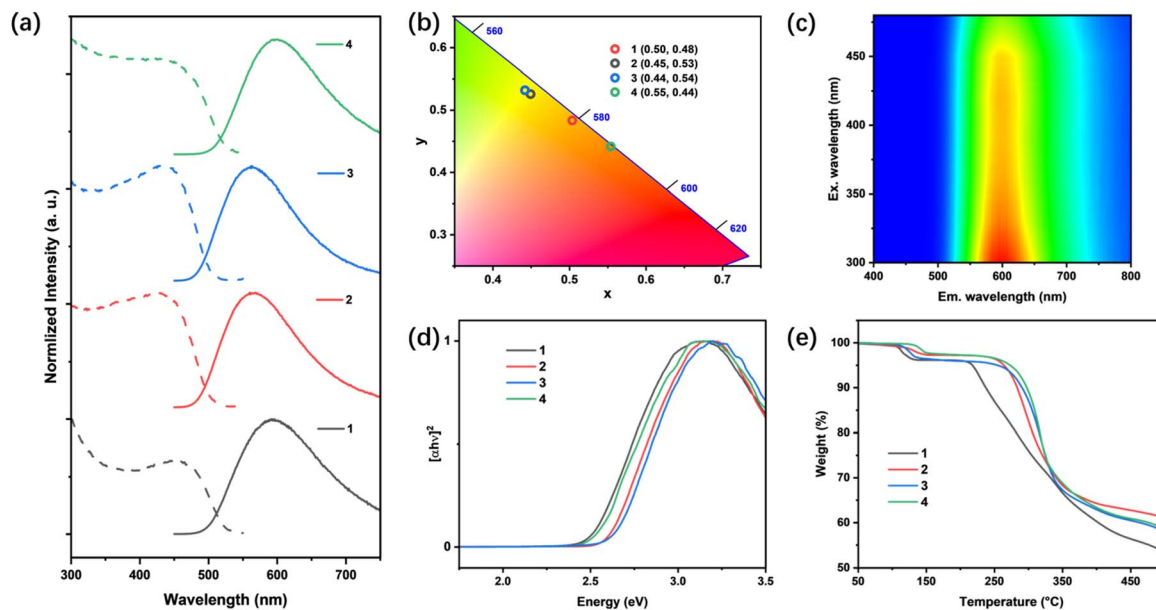 (a)
4
3
2
1
Normlized Intensity (a. u.)
300 400 500 600 700
Wavelength (nm)
(b)
560
580
600
620
1 (0.50, 0.48)
2 (0.45, 0.53)
3 (0.44, 0.54)
4 (0.55, 0.44)
0.6
0.5
0.4
0.3
y
0.4 0.5 0.6 0.7
x
(c)
450
400
350
300
Ex. wavelength (nm)
400 500 600 700 800
Em. wavelength (nm)
(d)
1
2
3
4
1
0
[αhν]²
2.0 2.5 3.0 3.5
Energy (eV)
(e)
100
95
90
85
80
75
70
65
60
55
50
Weight (%)
1
2
3
4
50 150 250 350 450
Temperature (°C)